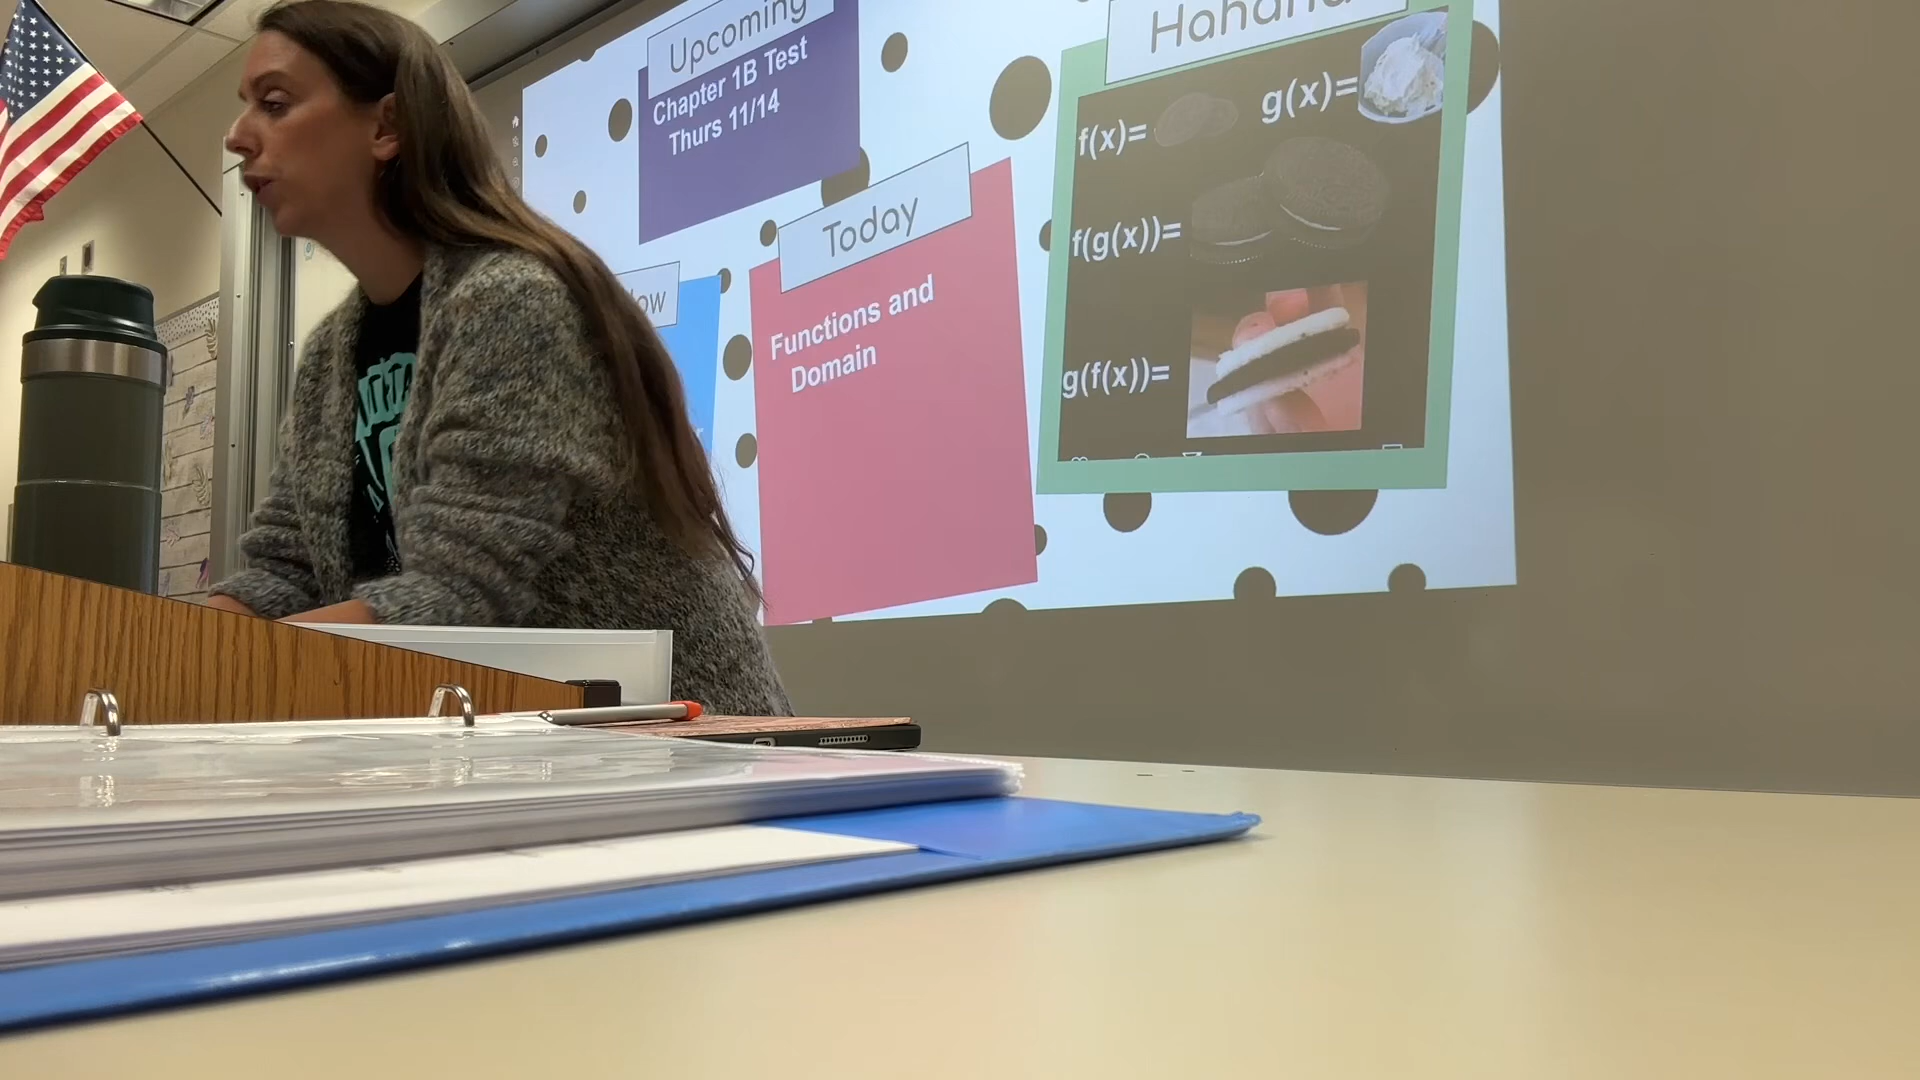 Upcoming
Chapter 1B Test
Thurs 11/14
Today
Functions and
Domain
f(x)=
g(x)=
f(g(x))=
g(f(x))=